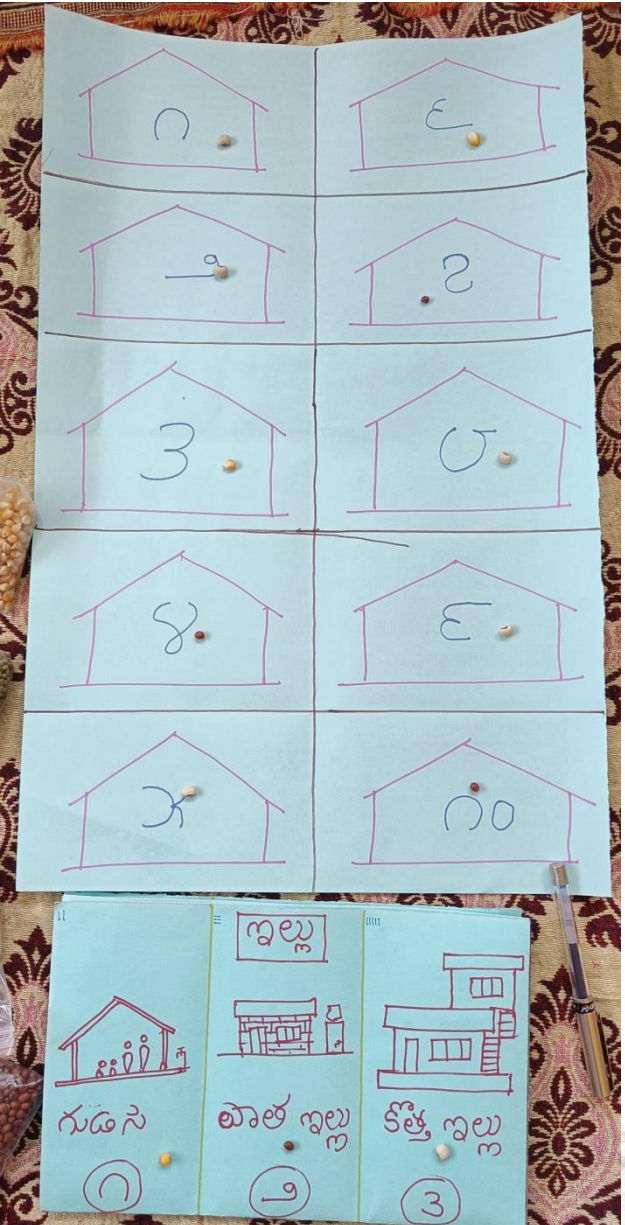 ౧ ౬
౨ ౭
౩ ౮
౪ ౯
౫ ౧౦
ఇల్లు
గుడిసె పాత ఇల్లు కొత్త ఇల్లు
౧ ౨ ౩